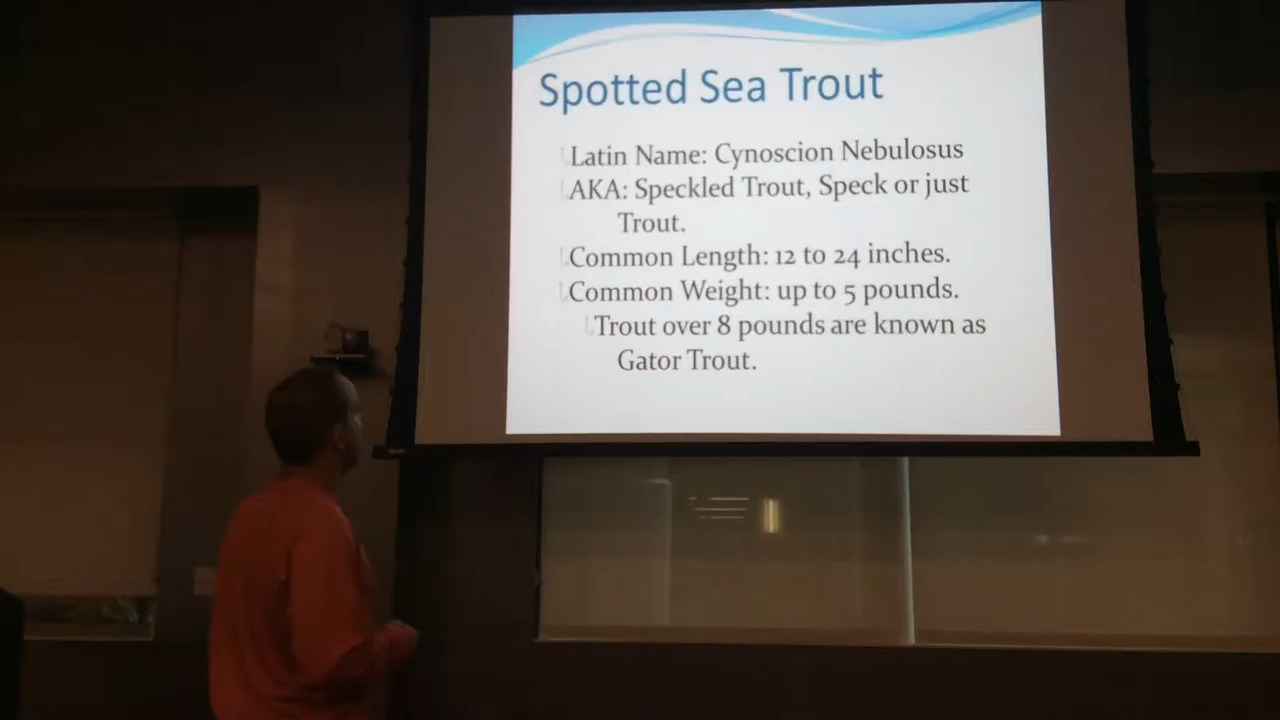 Spotted Sea Trout
Latin Name: Cynoscion Nebulosus
AKA: Speckled Trout, Speck or just
Trout.
Common Length: 12 to 24 inches.
Common Weight: up to 5 pounds.
Trout over 8 pounds are known as
Gator Trout.